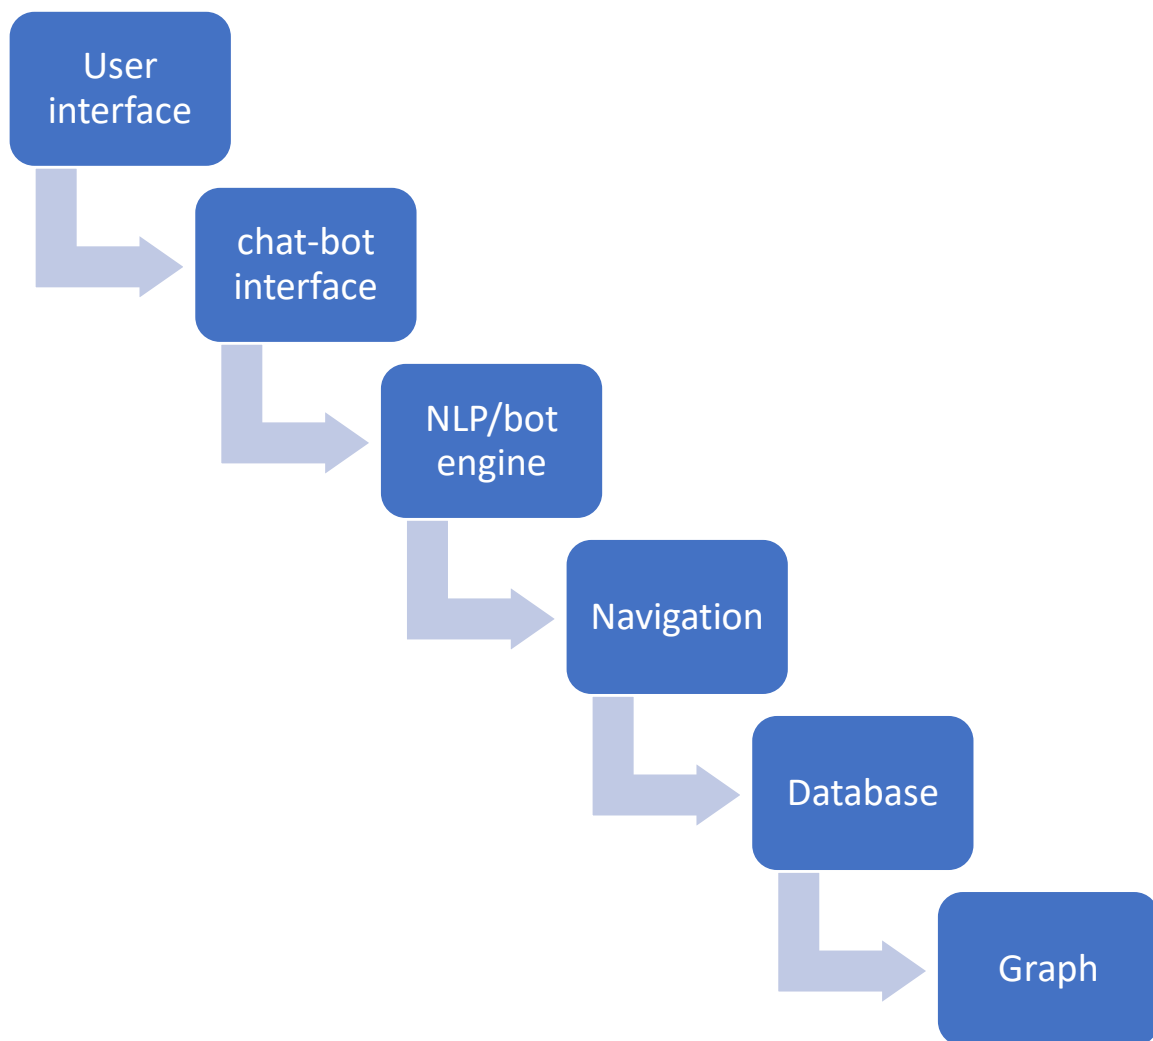 User
interface
chat-bot
interface
NLP/bot
engine
Navigation
Database
Graph